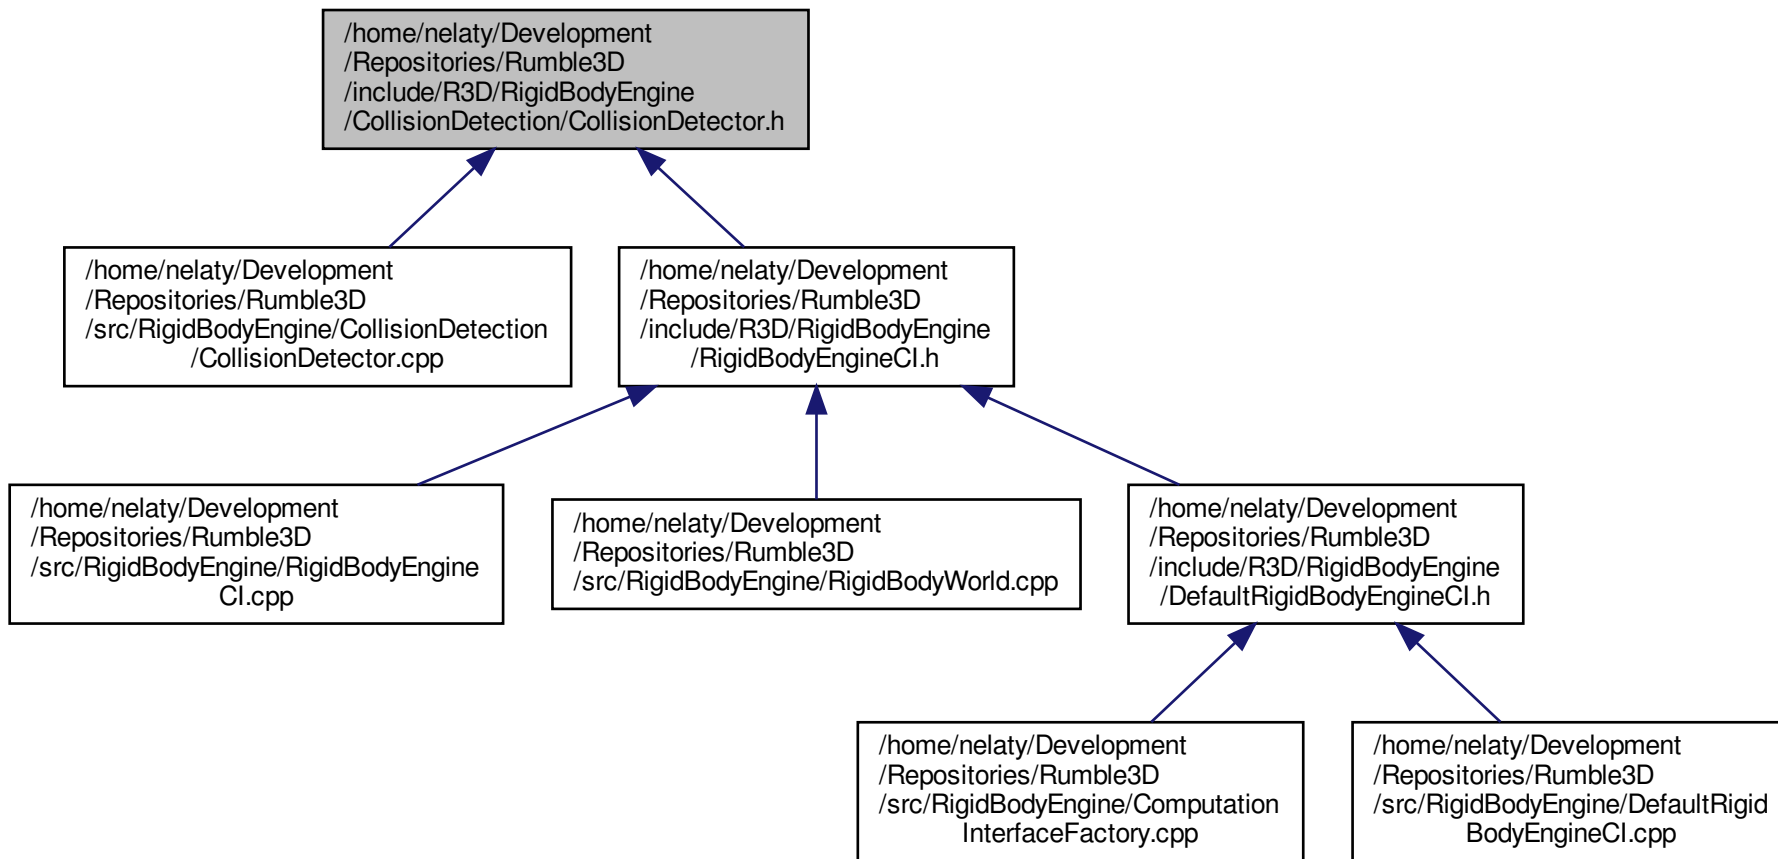 /home/nelaty/Development
/Repositories/Rumble3D
/include/R3D/RigidBodyEngine
/CollisionDetection/CollisionDetector.h
/home/nelaty/Development
/Repositories/Rumble3D
/src/RigidBodyEngine/CollisionDetection
/CollisionDetector.cpp
/home/nelaty/Development
/Repositories/Rumble3D
/include/R3D/RigidBodyEngine
/RigidBodyEngineCI.h
/home/nelaty/Development
/Repositories/Rumble3D
/src/RigidBodyEngine/RigidBodyEngine
CI.cpp
/home/nelaty/Development
/Repositories/Rumble3D
/src/RigidBodyEngine/RigidBodyWorld.cpp
/home/nelaty/Development
/Repositories/Rumble3D
/include/R3D/RigidBodyEngine
/DefaultRigidBodyEngineCI.h
/home/nelaty/Development
/Repositories/Rumble3D
/src/RigidBodyEngine/Computation
InterfaceFactory.cpp
/home/nelaty/Development
/Repositories/Rumble3D
/src/RigidBodyEngine/DefaultRigid
BodyEngineCI.cpp